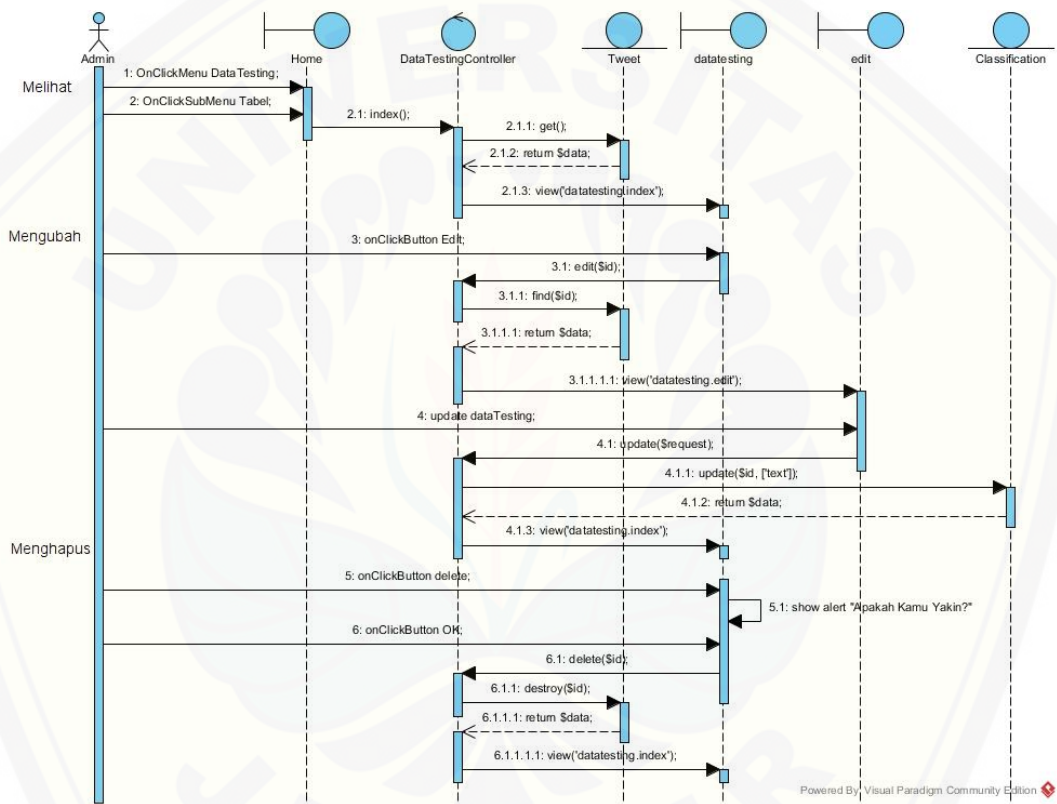 Admin
Home
DataTestingController
Tweet
datatesting
edit
Classification
Melihat
1: OnClickMenu DataTesting;
2: OnClickSubMenu Tabel;
2.1: index();
2.1.1: get();
2.1.2: return $data;
2.1.3: view('datatesting.index');
Mengubah
3: onClickButton Edit;
3.1: edit($id);
3.1.1: find($id);
3.1.1.1: return $data;
3.1.1.1.1: view('datatesting.edit');
4: update dataTesting;
4.1: update($request);
4.1.1: update($id, ['text']);
4.1.2: return $data;
4.1.3: view('datatesting.index');
Menghapus
5: onClickButton delete;
5.1: show alert "Apakah Kamu Yakin?"
6: onClickButton OK;
6.1: delete($id);
6.1.1: destroy($id);
6.1.1.1: return $data;
6.1.1.1.1: view('datatesting.index');
Powered By Visual Paradigm Community Edition
UNIVERSITAS